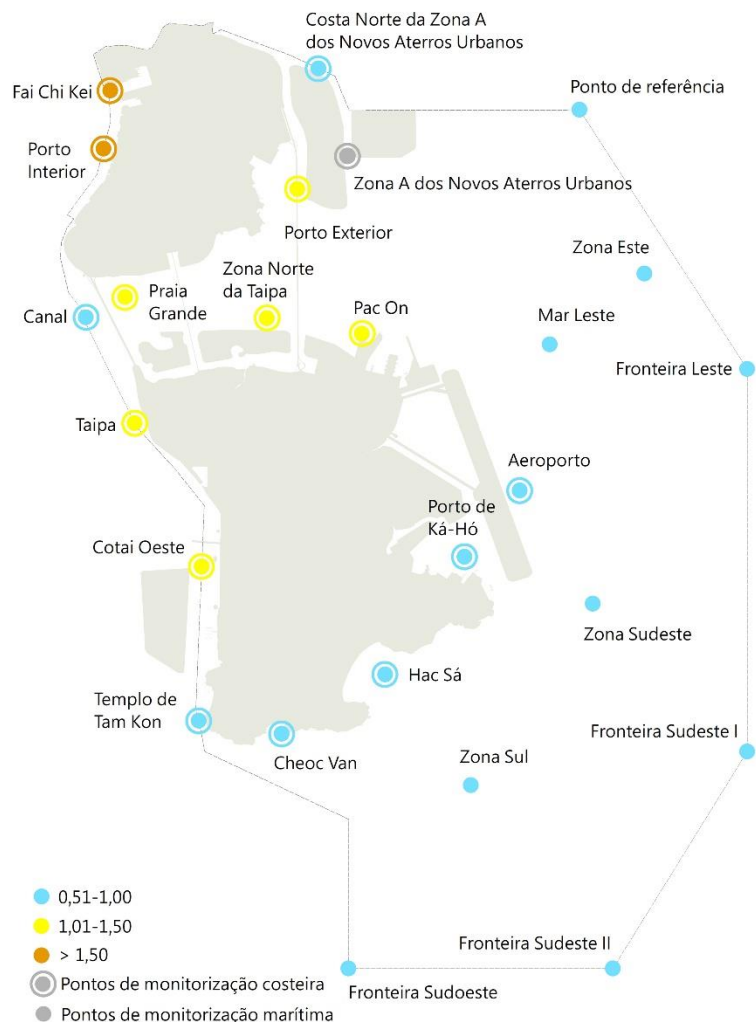 Costa Norte da Zona A
dos Novos Aterros Urbanos
Fai Chi Kei
Ponto de referência
Porto
Interior
Zona A dos Novos Aterros Urbanos
Porto Exterior
Zona Este
Zona Norte
da Taipa
Praia
Grande
Pac On
Canal
Mar Leste
Fronteira Leste
Taipa
Aeroporto
Porto de
Ká-Hó
Cotai Oeste
Zona Sudeste
Hac Sá
Templo de
Tam Kon
Fronteira Sudeste I
Cheoc Van
Zona Sul
0,51-1,00
1,01-1,50
> 1,50
Fronteira Sudeste II
Pontos de monitorização costeira
Fronteira Sudoeste
Pontos de monitorização marítima